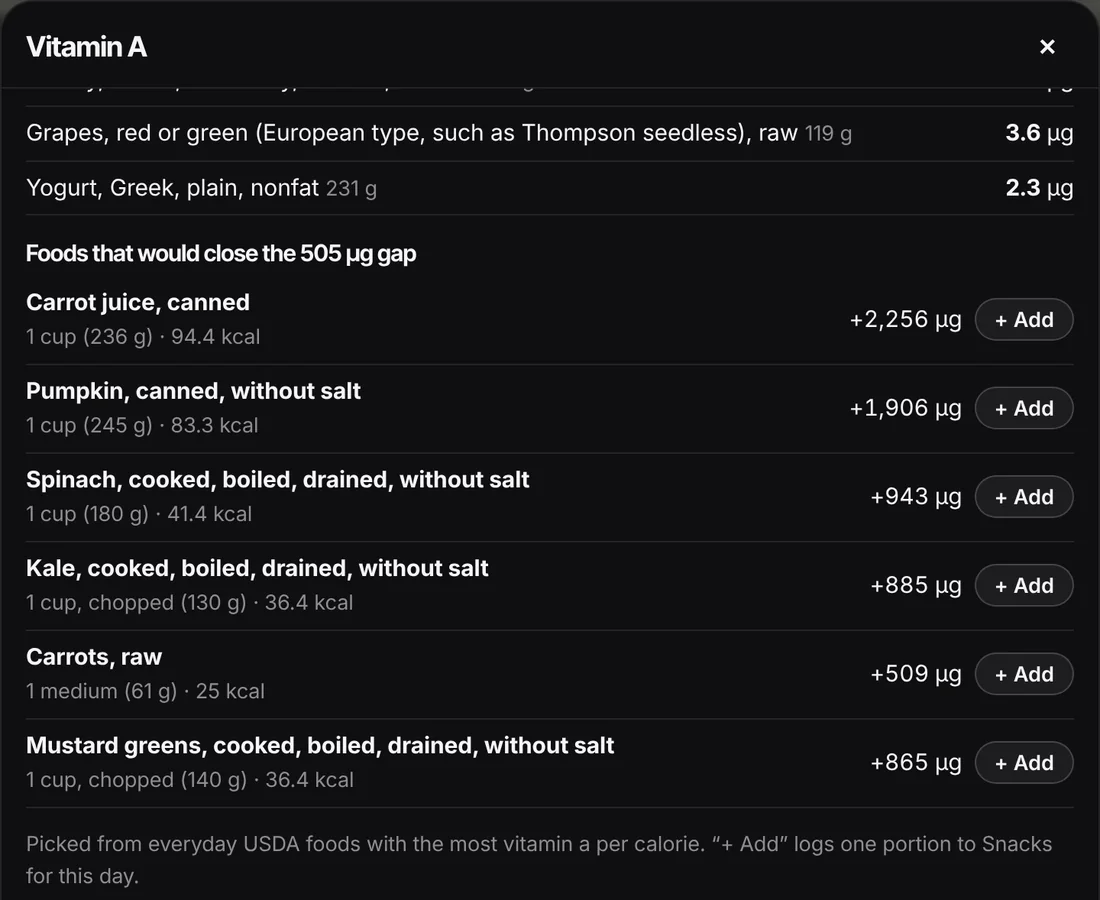 Vitamin A
×
Grapes, red or green (European type, such as Thompson seedless), raw 119 g 3.6 µg
Yogurt, Greek, plain, nonfat 231 g 2.3 µg
Foods that would close the 505 µg gap
Carrot juice, canned
1 cup (236 g) · 94.4 kcal
+2,256 µg + Add
Pumpkin, canned, without salt
1 cup (245 g) · 83.3 kcal
+1,906 µg + Add
Spinach, cooked, boiled, drained, without salt
1 cup (180 g) · 41.4 kcal
+943 µg + Add
Kale, cooked, boiled, drained, without salt
1 cup, chopped (130 g) · 36.4 kcal
+885 µg + Add
Carrots, raw
1 medium (61 g) · 25 kcal
+509 µg + Add
Mustard greens, cooked, boiled, drained, without salt
1 cup, chopped (140 g) · 36.4 kcal
+865 µg + Add
Picked from everyday USDA foods with the most vitamin a per calorie. “+ Add” logs one portion to Snacks
for this day.